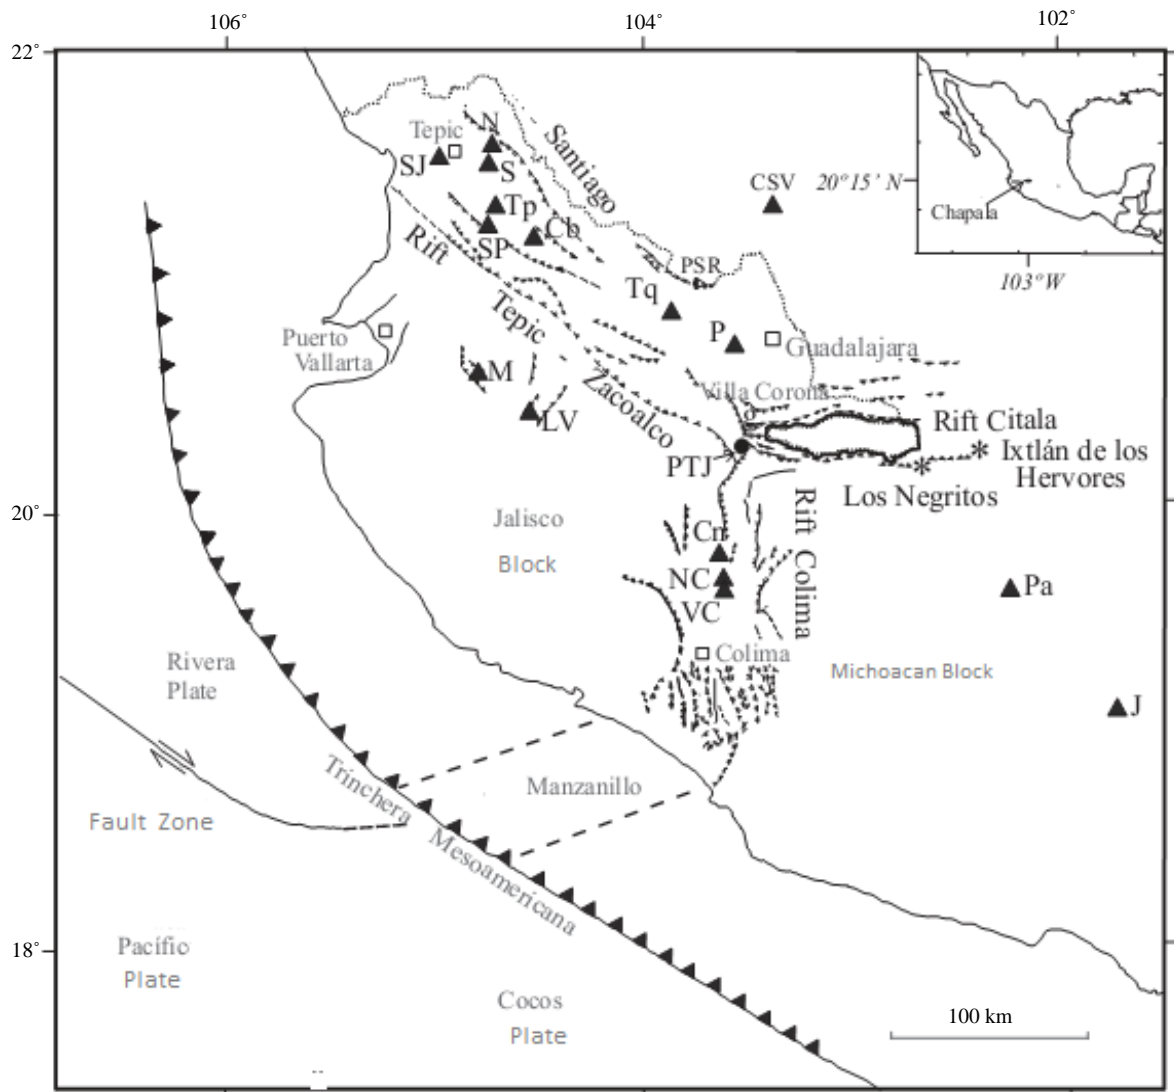 106°
104°
102°
22°
Tepic
N
SJ
S
Santiago
CSV
20°15' N
Chapala
103°W
Tp
Cb
SP
Rift
PSR
Tq
Tepic
P
Guadalajara
Puerto
Vallarta
M
Villa Corona
Zacoalco
LV
Rift Citala
PTJ
Ixtlán de los
Hervores
Los Negritos
20°
Jalisco
Block
Cn
Rift Colima
NC
VC
Pa
Colima
Michoacan Block
Rivera
Plate
J
Trinchera
Manzanillo
Fault Zone
Mesoamericana
18°
Pacífio
Plate
Cocos
Plate
100 km